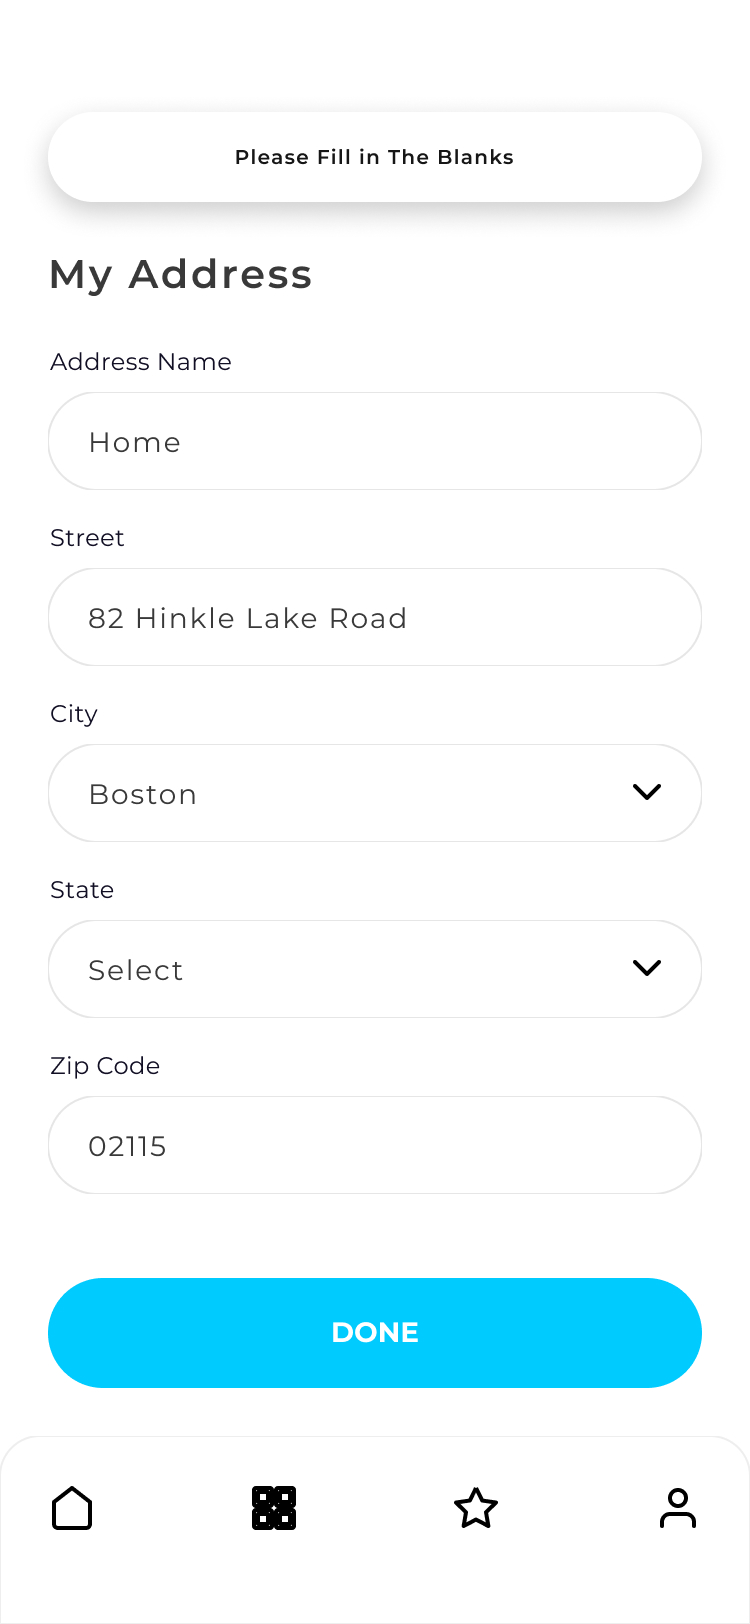 Please Fill in The Blanks
My Address
Address Name
Home
Street
82 Hinkle Lake Road
City
Boston
State
Select
Zip Code
02115
DONE